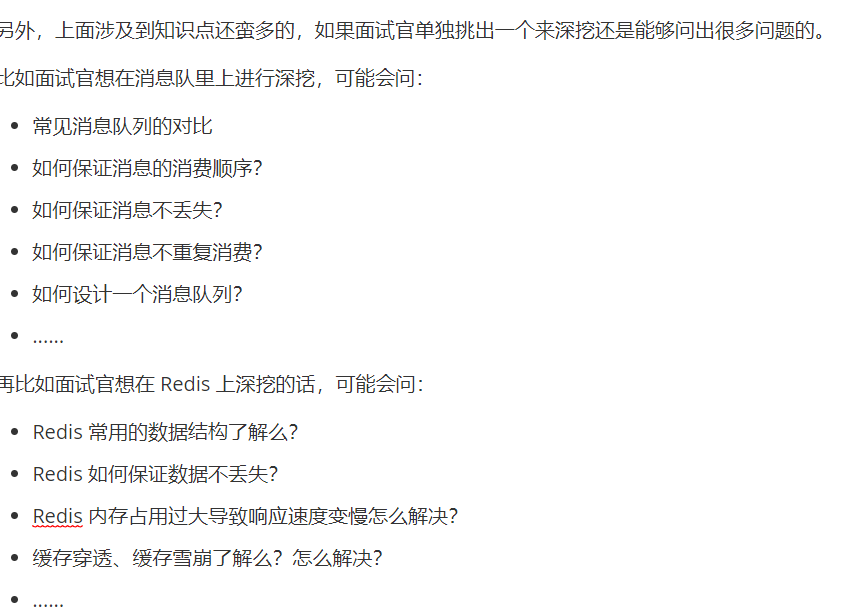 另外，上面涉及到知识点还蛮多的，如果面试官单独挑出一个来深挖还是能够问出很多问题的。
比如面试官想在消息队里上进行深挖，可能会问：
• 常见消息队列的对比
• 如何保证消息的消费顺序？
• 如何保证消息不丢失？
• 如何保证消息不重复消费？
• 如何设计一个消息队列？
• ......
再比如面试官想在 Redis 上深挖的话，可能会问：
• Redis 常用的数据结构了解么？
• Redis 如何保证数据不丢失？
• Redis 内存占用过大导致响应速度变慢怎么解决？
• 缓存穿透、缓存雪崩了解么？怎么解决？
• ......